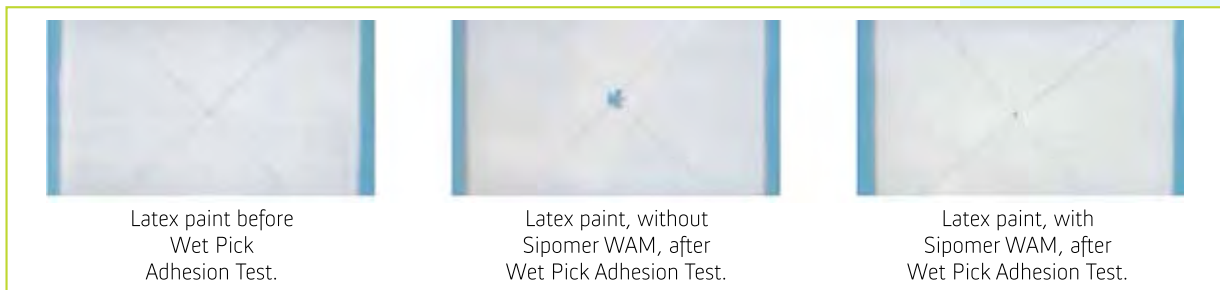 Latex paint before
Wet Pick
Adhesion Test.
Latex paint, without
Sipomer WAM, after
Wet Pick Adhesion Test.
Latex paint, with
Sipomer WAM, after
Wet Pick Adhesion Test.